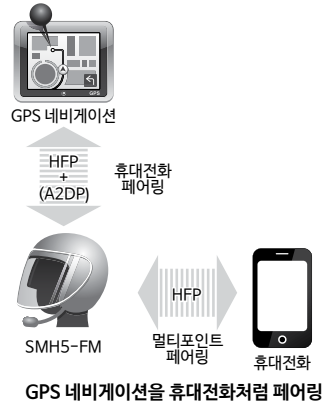 GPS
GPS 네비게이션
HFP
+
(A2DP)
휴대전화
페어링
HFP
SMH5-FM
멀티포인트
페어링
휴대전화
GPS 네비게이션을 휴대전화처럼 페어링